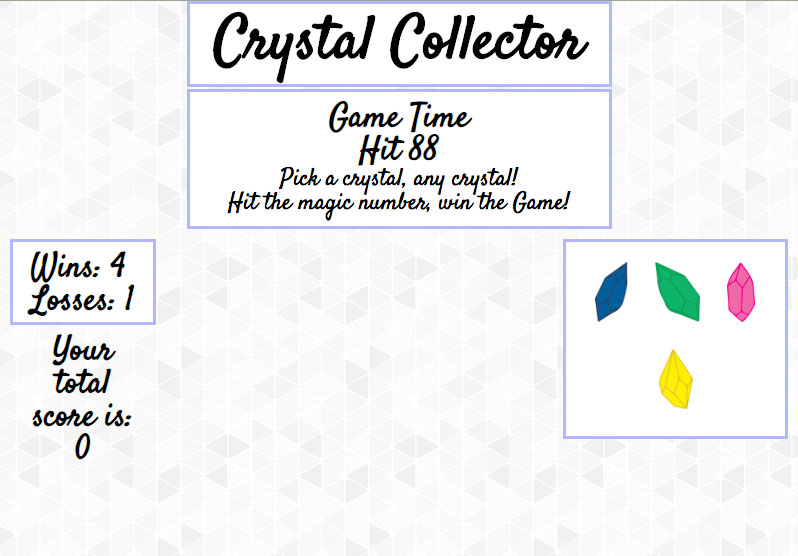 Crystal Collector
Game Time
Hit 88
Pick a crystal, any crystal!
Hit the magic number, win the Game!
Wins: 4
Losses: 1
Your
total
score is:
0